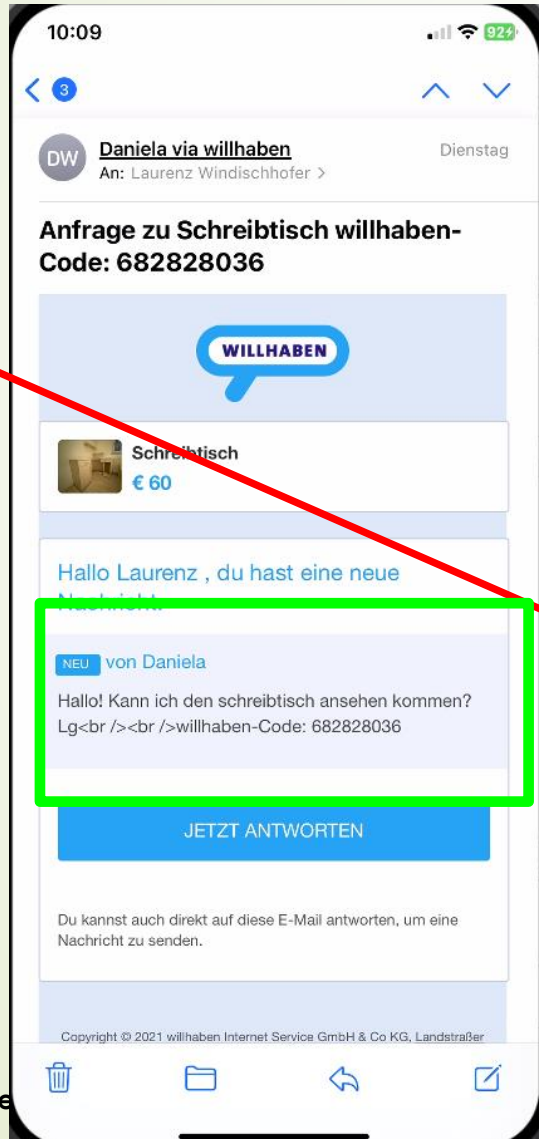 10:09
92
3
DW
Daniela via willhaben
Dienstag
An: Laurenz Windischhofer >
Anfrage zu Schreibtisch willhaben-
Code: 682828036
WILLHABEN
Schreibtisch
€ 60
Hallo Laurenz , du hast eine neue
Nachricht:
NEU von Daniela
Hallo! Kann ich den schreibtisch ansehen kommen?
Lg<br /><br />willhaben-Code: 682828036
JETZT ANTWORTEN
Du kannst auch direkt auf diese E-Mail antworten, um eine
Nachricht zu senden.
Copyright © 2021 willhaben Internet Service GmbH & Co KG, Landstraßer
e